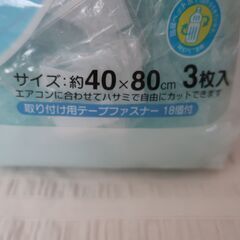 サイズ:約40×80cm 3枚入
エアコンに合わせてハサミで自由にカットできます
取り付け用テープファスナー 18個付